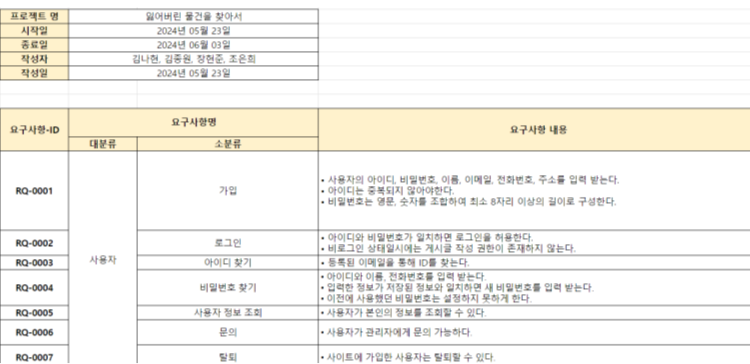 프로젝트 명 잃어버린 물건을 찾아서
시작일 2024년 05월 23일
종료일 2024년 06월 03일
작성자 김나현, 김종원, 장현준, 조은희
작성일 2024년 05월 23일
요구사항-ID 요구사항명 요구사항 내용
대분류 소분류
RQ-0001 가입
• 사용자의 아이디, 비밀번호, 이름, 이메일, 전화번호, 주소를 입력 받는다.
• 아이디는 중복되지 않아야한다.
• 비밀번호는 영문, 숫자를 조합하여 최소 8자리 이상의 길이로 구성한다.
사용자
RQ-0002 로그인
• 아이디와 비밀번호가 일치하면 로그인을 허용한다.
• 비로그인 상태일시에는 게시글 작성 권한이 존재하지 않는다.
RQ-0003 아이디 찾기 • 등록된 이메일을 통해 ID를 찾는다.
RQ-0004 비밀번호 찾기
• 아이디와 이름, 전화번호를 입력 받는다.
• 입력한 정보가 저장된 정보와 일치하면 새 비밀번호를 입력 받는다.
• 이전에 사용했던 비밀번호는 설정하지 못하게 한다.
RQ-0005 사용자 정보 조회 • 사용자가 본인의 정보를 조회할 수 있다.
RQ-0006 문의 • 사용자가 관리자에게 문의 가능하다.
RQ-0007 탈퇴 • 사이트에 가입한 사용자는 탈퇴할 수 있다.